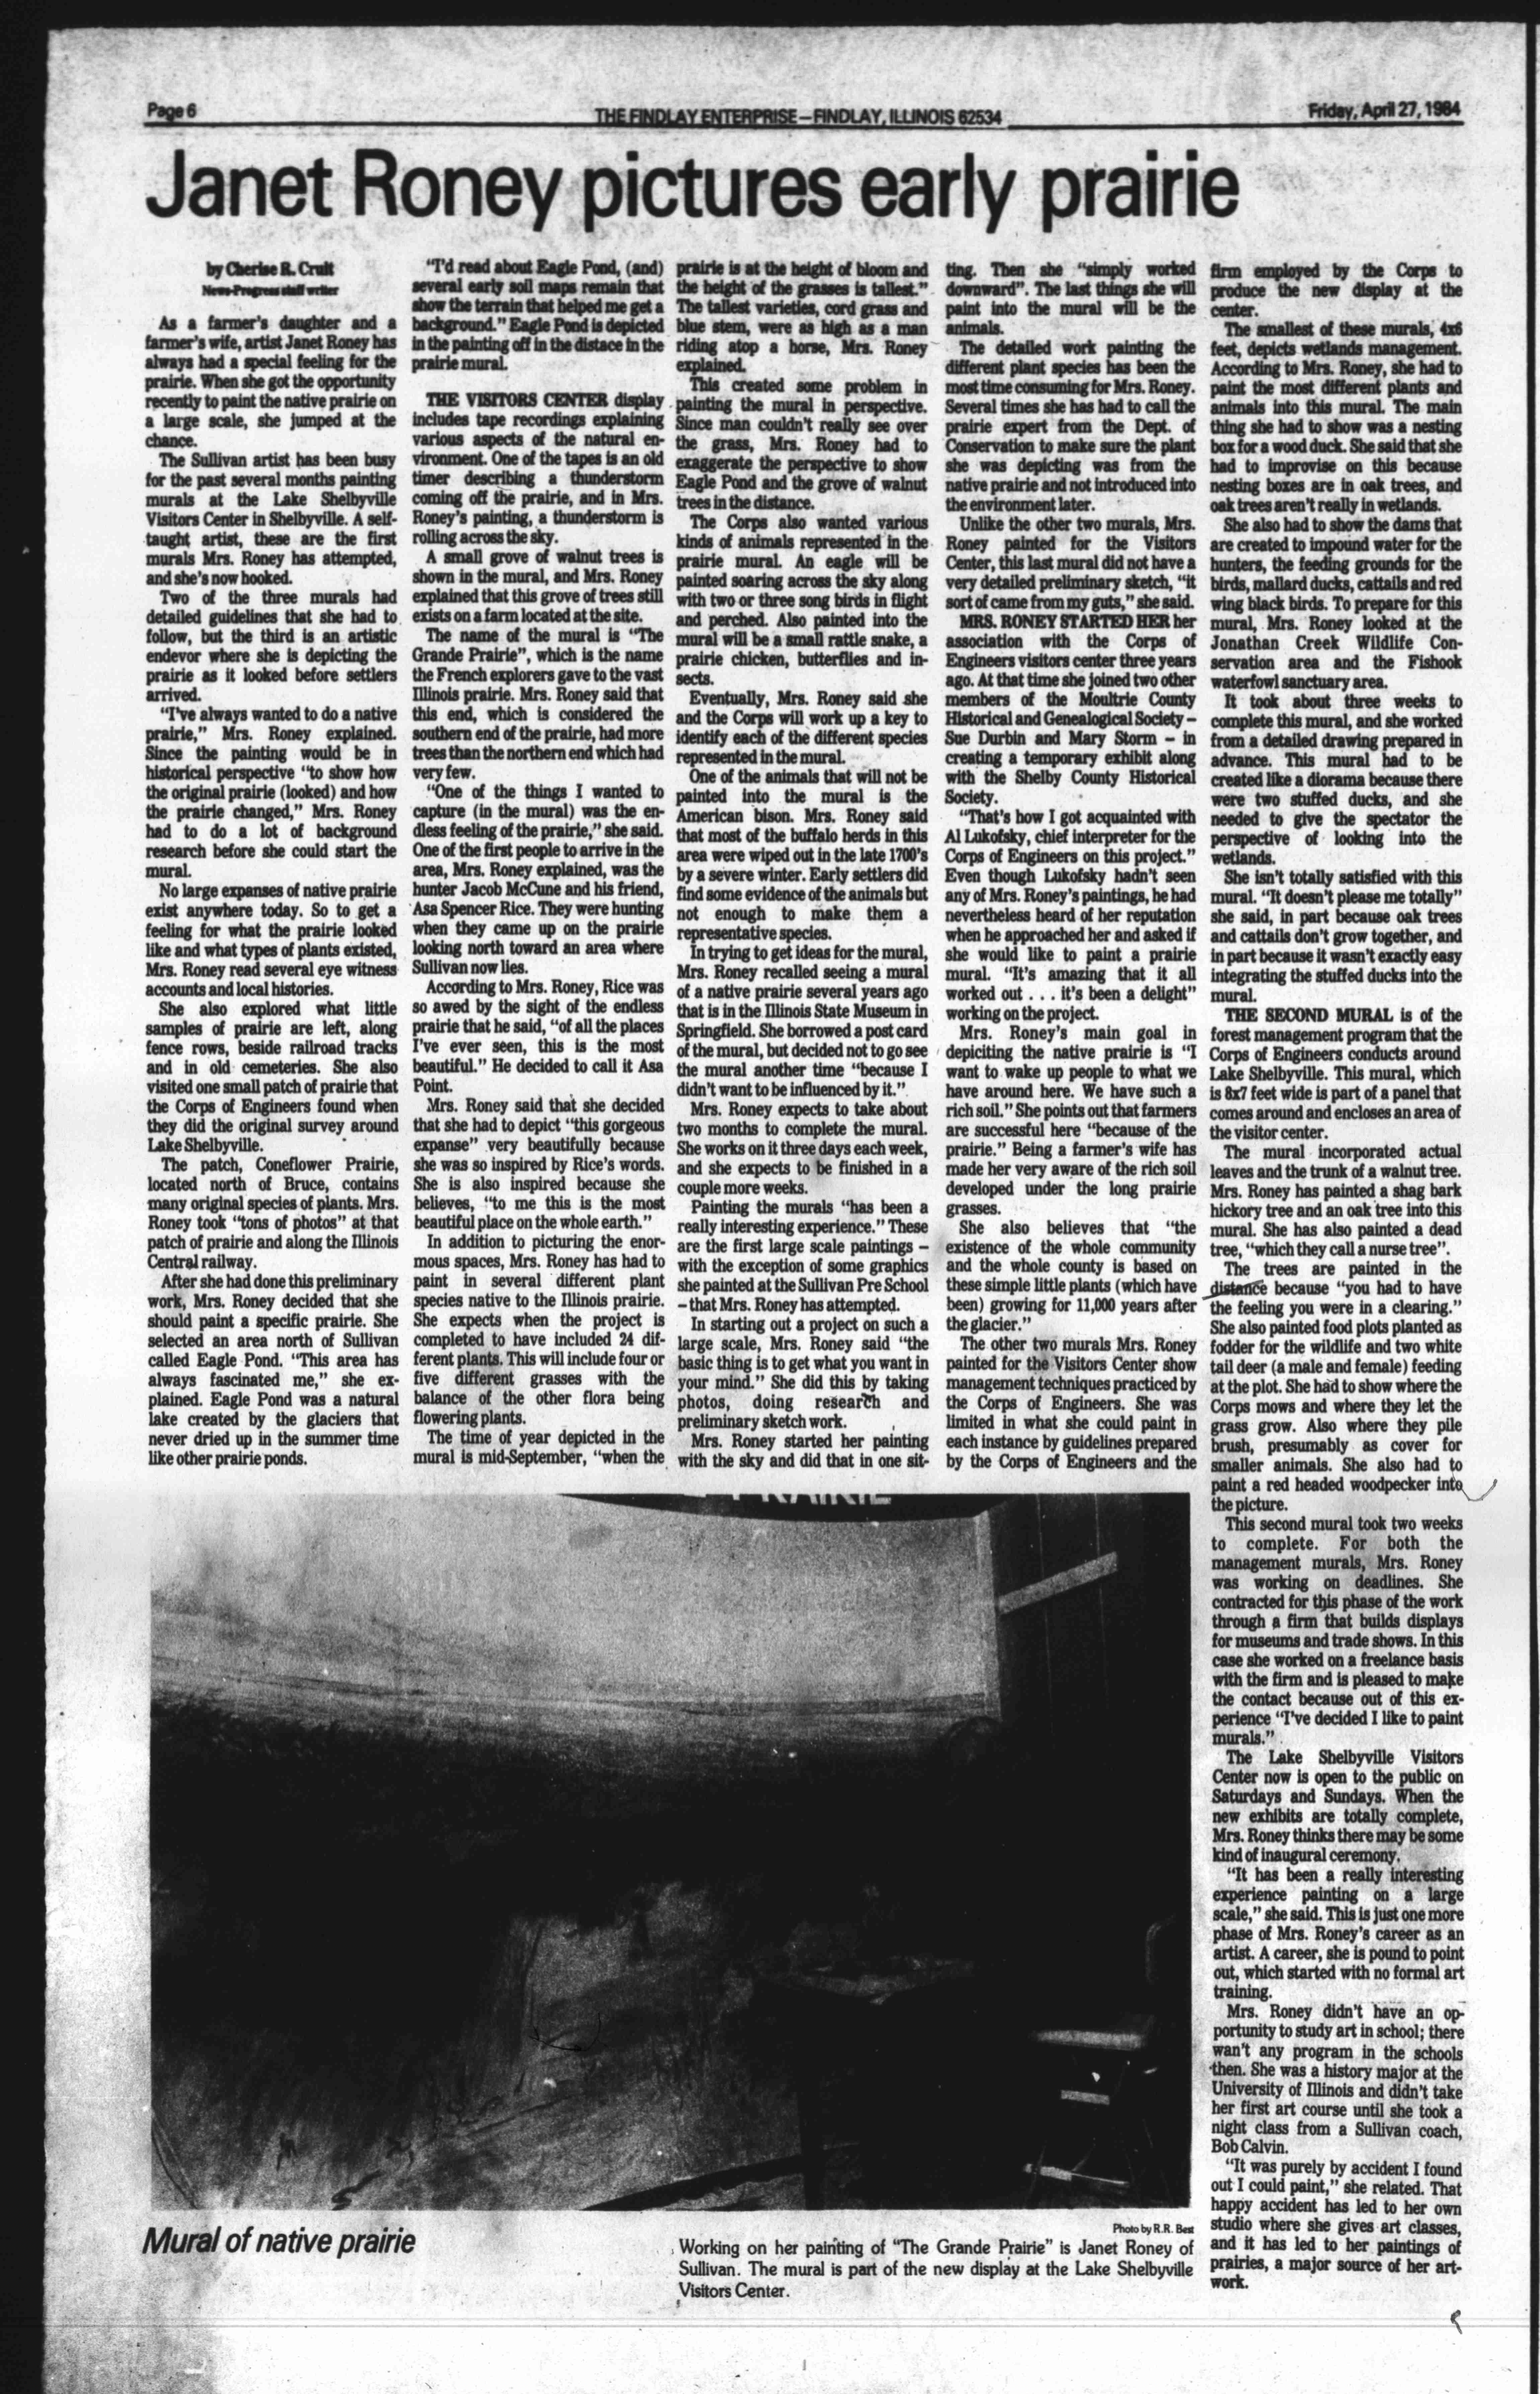 Page 6
THE FINDLAY ENTERPRISE—FINDLAY, ILLINOIS 62534
Friday, April 27, 1984
Janet Roney pictures early prairie
by Cherise R. Cruit
News-Progress staff writer
As a farmer's daughter and a
farmer's wife, artist Janet Roney has
always had a special feeling for the
prairie. When she got the opportunity
recently to paint the native prairie on
a large scale, she jumped at the
chance.
The Sullivan artist has been busy
for the past several months painting
murals at the Lake Shelbyville
Visitors Center in Shelbyville. A self-
taught artist, these are the first
murals Mrs. Roney has attempted,
and she's now hooked.
Two of the three murals had
detailed guidelines that she had to
follow, but the third is an artistic
endevor where she is depicting the
prairie as it looked before settlers
arrived.
"I've always wanted to do a native
prairie," Mrs. Roney explained.
Since the painting would be in
historical perspective "to show how
the original prairie (looked) and how
the prairie changed," Mrs. Roney
had to do a lot of background
research before she could start the
mural.
No large expanses of native prairie
exist anywhere today. So to get a
feeling for what the prairie looked
like and what types of plants existed,
Mrs. Roney read several eye witness
accounts and local histories.
She also explored what little
samples of prairie are left, along
fence rows, beside railroad tracks
and in old cemeteries. She also
visited one small patch of prairie that
the Corps of Engineers found when
they did the original survey around
Lake Shelbyville.
The patch, Coneflower Prairie,
located north of Bruce, contains
many original species of plants. Mrs.
Roney took "tons of photos" at that
patch of prairie and along the Illinois
Central railway.
After she had done this preliminary
work, Mrs. Roney decided that she
should paint a specific prairie. She
selected an area north of Sullivan
called Eagle Pond. "This area has
always fascinated me," she ex-
plained. Eagle Pond was a natural
lake created by the glaciers that
never dried up in the summer time
like other prairie ponds.
"I'd read about Eagle Pond, (and)
several early soil maps remain that
show the terrain that helped me get a
background." Eagle Pond is depicted
in the painting off in the distace in the
prairie mural.
THE VISITORS CENTER display
includes tape recordings explaining
various aspects of the natural en-
vironment. One of the tapes is an old
timer describing a thunderstorm
coming off the prairie, and in Mrs.
Roney's painting, a thunderstorm is
rolling across the sky.
A small grove of walnut trees is
shown in the mural, and Mrs. Roney
explained that this grove of trees still
exists on a farm located at the site.
The name of the mural is "The
Grande Prairie", which is the name
the French explorers gave to the vast
Illinois prairie. Mrs. Roney said that
this end, which is considered the
southern end of the prairie, had more
trees than the northern end which had
very few.
"One of the things I wanted to
capture (in the mural) was the en-
dless feeling of the prairie," she said.
One of the first people to arrive in the
area, Mrs. Roney explained, was the
hunter Jacob McCune and his friend,
Asa Spencer Rice. They were hunting
when they came up on the prairie
looking north toward an area where
Sullivan now lies.
According to Mrs. Roney, Rice was
so awed by the sight of the endless
prairie that he said, "of all the places
I've ever seen, this is the most
beautiful." He decided to call it Asa
Point.
Mrs. Roney said that she decided
that she had to depict "this gorgeous
expanse" very beautifully because
she was so inspired by Rice's words.
She is also inspired because she
believes, "to me this is the most
beautiful place on the whole earth."
In addition to picturing the enor-
mous spaces, Mrs. Roney has had to
paint in several different plant
species native to the Illinois prairie.
She expects when the project is
completed to have included 24 dif-
ferent plants. This will include four or
five different grasses with the
balance of the other flora being
flowering plants.
The time of year depicted in the
mural is mid-September, "when the
prairie is at the height of bloom and
the height of the grasses is tallest."
The tallest varieties, cord grass and
blue stem, were as high as a man
riding atop a horse, Mrs. Roney
explained.
This created some problem in
painting the mural in perspective.
Since man couldn't really see over
the grass, Mrs. Roney had to
exaggerate the perspective to show
Eagle Pond and the grove of walnut
trees in the distance.
The Corps also wanted various
kinds of animals represented in the
prairie mural. An eagle will be
painted soaring across the sky along
with two or three song birds in flight
and perched. Also painted into the
mural will be a small rattle snake, a
prairie chicken, butterflies and in-
sects.
Eventually, Mrs. Roney said she
and the Corps will work up a key to
identify each of the different species
represented in the mural.
One of the animals that will not be
painted into the mural is the
American bison. Mrs. Roney said
that most of the buffalo herds in this
area were wiped out in the late 1700's
by a severe winter. Early settlers did
find some evidence of the animals but
not enough to make them a
representative species.
In trying to get ideas for the mural,
Mrs. Roney recalled seeing a mural
of a native prairie several years ago
that is in the Illinois State Museum in
Springfield. She borrowed a post card
of the mural, but decided not to go see
the mural another time "because I
didn't want to be influenced by it."
Mrs. Roney expects to take about
two months to complete the mural.
She works on it three days each week,
and she expects to be finished in a
couple more weeks.
Painting the murals "has been a
really interesting experience." These
are the first large scale paintings —
with the exception of some graphics
she painted at the Sullivan Pre School
— that Mrs. Roney has attempted.
In starting out a project on such a
large scale, Mrs. Roney said "the
basic thing is to get what you want in
your mind." She did this by taking
photos, doing research and
preliminary sketch work.
Mrs. Roney started her painting
with the sky and did that in one sit-
ting. Then she "simply worked
downward". The last things she will
paint into the mural will be the
animals.
The detailed work painting the
different plant species has been the
most time consuming for Mrs. Roney.
Several times she has had to call the
prairie expert from the Dept. of
Conservation to make sure the plant
she was depicting was from the
native prairie and not introduced into
the environment later.
Unlike the other two murals, Mrs.
Roney painted for the Visitors
Center, this last mural did not have a
very detailed preliminary sketch, "it
sort of came from my guts," she said.
MRS. RONEY STARTED HER her
association with the Corps of
Engineers visitors center three years
ago. At that time she joined two other
members of the Moultrie County
Historical and Genealogical Society —
Sue Durbin and Mary Storm — in
creating a temporary exhibit along
with the Shelby County Historical
Society.
"That's how I got acquainted with
Al Lukofsky, chief interpreter for the
Corps of Engineers on this project."
Even though Lukofsky hadn't seen
any of Mrs. Roney's paintings, he had
nevertheless heard of her reputation
when he approached her and asked if
she would like to paint a prairie
mural. "It's amazing that it all
worked out . . . it's been a delight"
working on the project.
Mrs. Roney's main goal in
depiciting the native prairie is "I
want to wake up people to what we
have around here. We have such a
rich soil." She points out that farmers
are successful here "because of the
prairie." Being a farmer's wife has
made her very aware of the rich soil
developed under the long prairie
grasses.
She also believes that "the
existence of the whole community
and the whole county is based on
these simple little plants (which have
been) growing for 11,000 years after
the glacier."
The other two murals Mrs. Roney
painted for the Visitors Center show
management techniques practiced by
the Corps of Engineers. She was
limited in what she could paint in
each instance by guidelines prepared
by the Corps of Engineers and the
firm employed by the Corps to
produce the new display at the
center.
The smallest of these murals, 4x6
feet, depicts wetlands management.
According to Mrs. Roney, she had to
paint the most different plants and
animals into this mural. The main
thing she had to show was a nesting
box for a wood duck. She said that she
had to improvise on this because
nesting boxes are in oak trees, and
oak trees aren't really in wetlands.
She also had to show the dams that
are created to impound water for the
hunters, the feeding grounds for the
birds, mallard ducks, cattails and red
wing black birds. To prepare for this
mural, Mrs. Roney looked at the
Jonathan Creek Wildlife Con-
servation area and the Fishook
waterfowl sanctuary area.
It took about three weeks to
complete this mural, and she worked
from a detailed drawing prepared in
advance. This mural had to be
created like a diorama because there
were two stuffed ducks, and she
needed to give the spectator the
perspective of looking into the
wetlands.
She isn't totally satisfied with this
mural. "It doesn't please me totally"
she said, in part because oak trees
and cattails don't grow together, and
in part because it wasn't exactly easy
integrating the stuffed ducks into the
mural.
THE SECOND MURAL is of the
forest management program that the
Corps of Engineers conducts around
Lake Shelbyville. This mural, which
is 8x7 feet wide is part of a panel that
comes around and encloses an area of
the visitor center.
The mural incorporated actual
leaves and the trunk of a walnut tree.
Mrs. Roney has painted a shag bark
hickory tree and an oak tree into this
mural. She has also painted a dead
tree, "which they call a nurse tree".
The trees are painted in the
distance because "you had to have
the feeling you were in a clearing."
She also painted food plots planted as
fodder for the wildlife and two white
tail deer (a male and female) feeding
at the plot. She had to show where the
Corps mows and where they let the
grass grow. Also where they pile
brush, presumably as cover for
smaller animals. She also had to
paint a red headed woodpecker into
the picture.
This second mural took two weeks
to complete. For both the
management murals, Mrs. Roney
was working on deadlines. She
contracted for this phase of the work
through a firm that builds displays
for museums and trade shows. In this
case she worked on a freelance basis
with the firm and is pleased to make
the contact because out of this ex-
perience "I've decided I like to paint
murals."
The Lake Shelbyville Visitors
Center now is open to the public on
Saturdays and Sundays. When the
new exhibits are totally complete,
Mrs. Roney thinks there may be some
kind of inaugural ceremony.
"It has been a really interesting
experience painting on a large
scale," she said. This is just one more
phase of Mrs. Roney's career as an
artist. A career, she is pound to point
out, which started with no formal art
training.
Mrs. Roney didn't have an op-
portunity to study art in school; there
wan't any program in the schools
then. She was a history major at the
University of Illinois and didn't take
her first art course until she took a
night class from a Sullivan coach,
Bob Calvin.
"It was purely by accident I found
out I could paint," she related. That
happy accident has led to her own
studio where she gives art classes,
and it has led to her paintings of
prairies, a major source of her art-
work.
PRAIRIE
Photo by R.R. Best
Mural of native prairie
Working on her painting of "The Grande Prairie" is Janet Roney of
Sullivan. The mural is part of the new display at the Lake Shelbyville
Visitors Center.